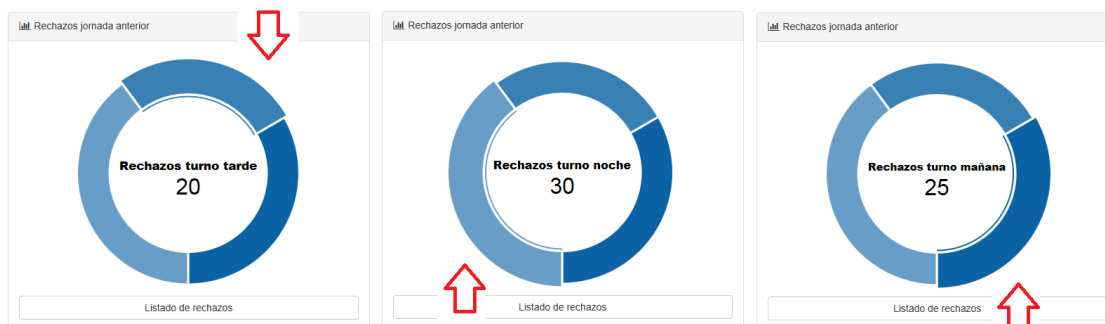 Rechazos jornada anterior
Rechazos turno tarde
20
Listado de rechazos
Rechazos jornada anterior
Rechazos turno noche
30
Listado de rechazos
Rechazos jornada anterior
Rechazos turno mañana
25
Listado de rechazos